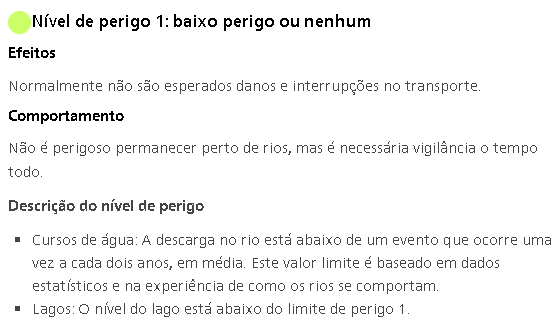 Nível de perigo 1: baixo perigo ou nenhum
Efeitos
Normalmente não são esperados danos e interrupções no transporte.
Comportamento
Não é perigoso permanecer perto de rios, mas é necessária vigilância o tempo
todo.
Descrição do nível de perigo
Cursos de água: A descarga no rio está abaixo de um evento que ocorre uma
vez a cada dois anos, em média. Este valor limite é baseado em dados
estatísticos e na experiência de como os rios se comportam.
Lagos: O nível do lago está abaixo do limite de perigo 1.